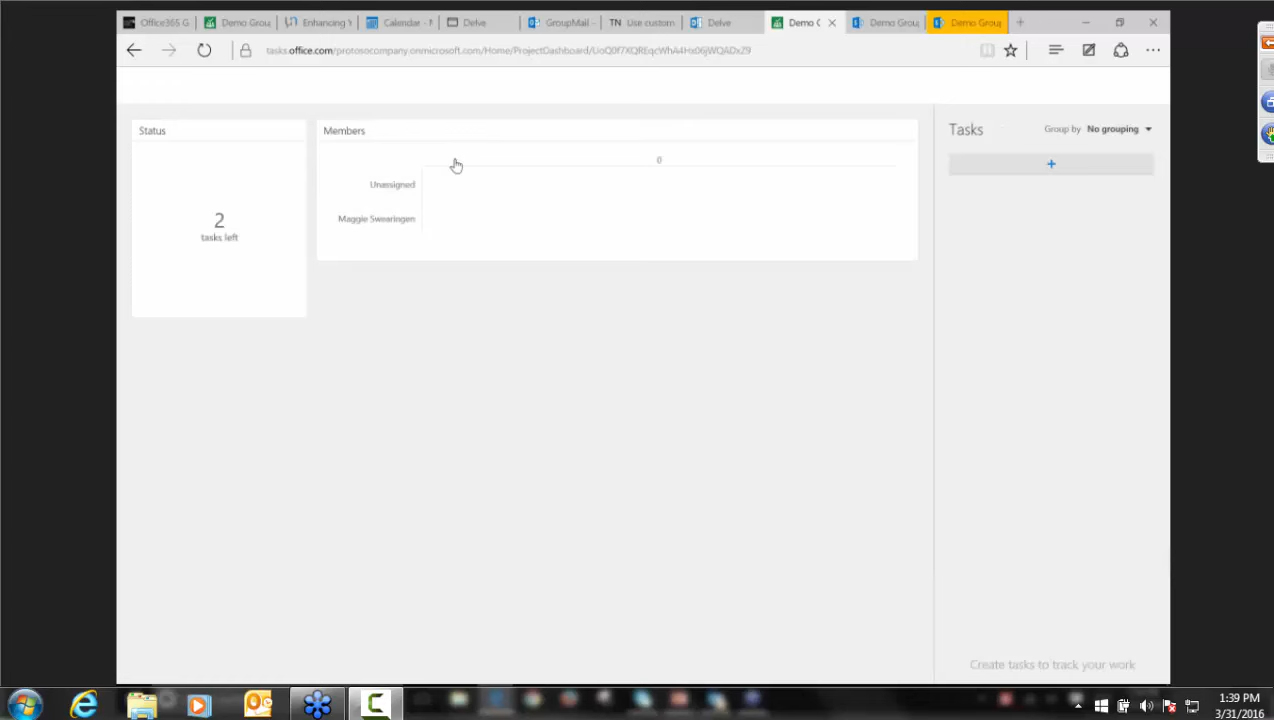 Office365 G
Demo Grou
Enhancing Y
Calendar - M
Delve
GroupMail -
TN Use custom
Delve
Demo G
Demo Grou
Demo Grou
tasks.office.com/protosocompany.onmicrosoft.com/Home/ProjectDashboard/
Status
Members
Tasks
Group by No grouping
0
+
Unassigned
2
tasks left
Maggie Swearingen
Create tasks to track your work
1:39 PM
3/31/2016